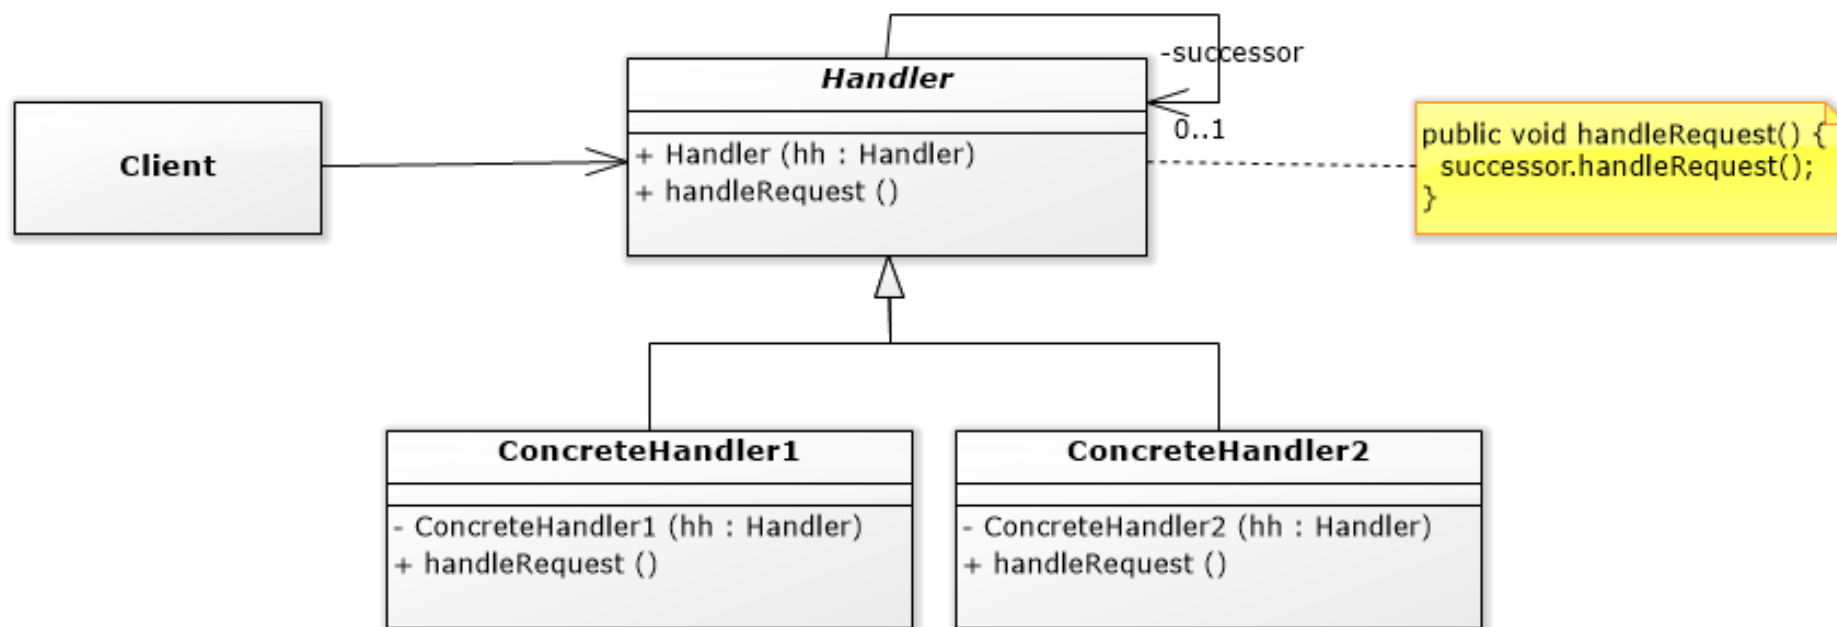 -successor
Handler
0..1
+ Handler (hh : Handler)
+ handleRequest ()
Client
public void handleRequest() {
successor.handleRequest();
}
ConcreteHandler1
- ConcreteHandler1 (hh : Handler)
+ handleRequest ()
ConcreteHandler2
- ConcreteHandler2 (hh : Handler)
+ handleRequest ()